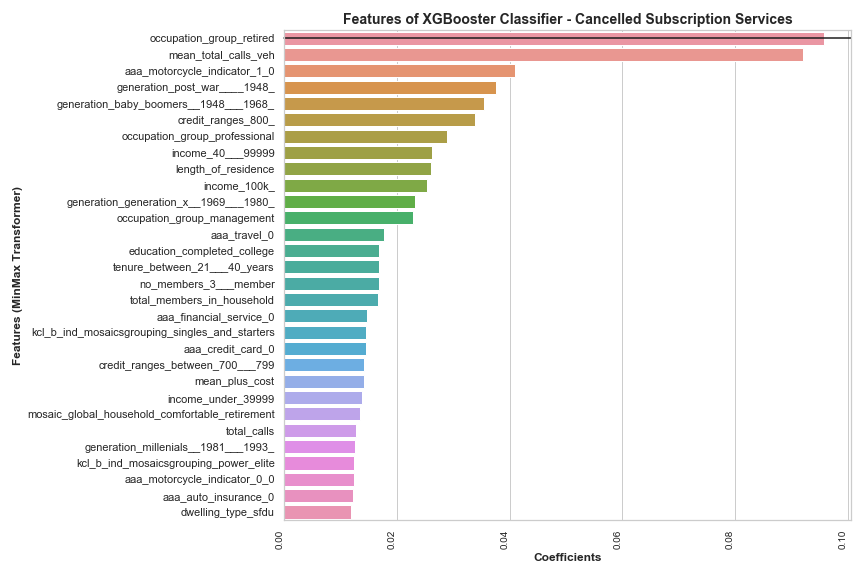 Features of XGBooster Classifier - Cancelled Subscription Services
Features (MinMax Transformer)
occupation_group_retired
mean_total_calls_veh
aaa_motorcycle_indicator_1_0
generation_post_war____1948_
generation_baby_boomers__1948___1968_
credit_ranges_800_
occupation_group_professional
income_40___99999
length_of_residence
income_100k_
generation_generation_x__1969___1980_
occupation_group_management
aaa_travel_0
education_completed_college
tenure_between_21___40_years
no_members_3___member
total_members_in_household
aaa_financial_service_0
kcl_b_ind_mosaicsgrouping_singles_and_starters
aaa_credit_card_0
credit_ranges_between_700___799
mean_plus_cost
income_under_39999
mosaic_global_household_comfortable_retirement
total_calls
generation_millenials__1981___1993_
kcl_b_ind_mosaicsgrouping_power_elite
aaa_motorcycle_indicator_0_0
aaa_auto_insurance_0
dwelling_type_sfdu
0.00
0.02
0.04
0.06
0.08
0.10
Coefficients